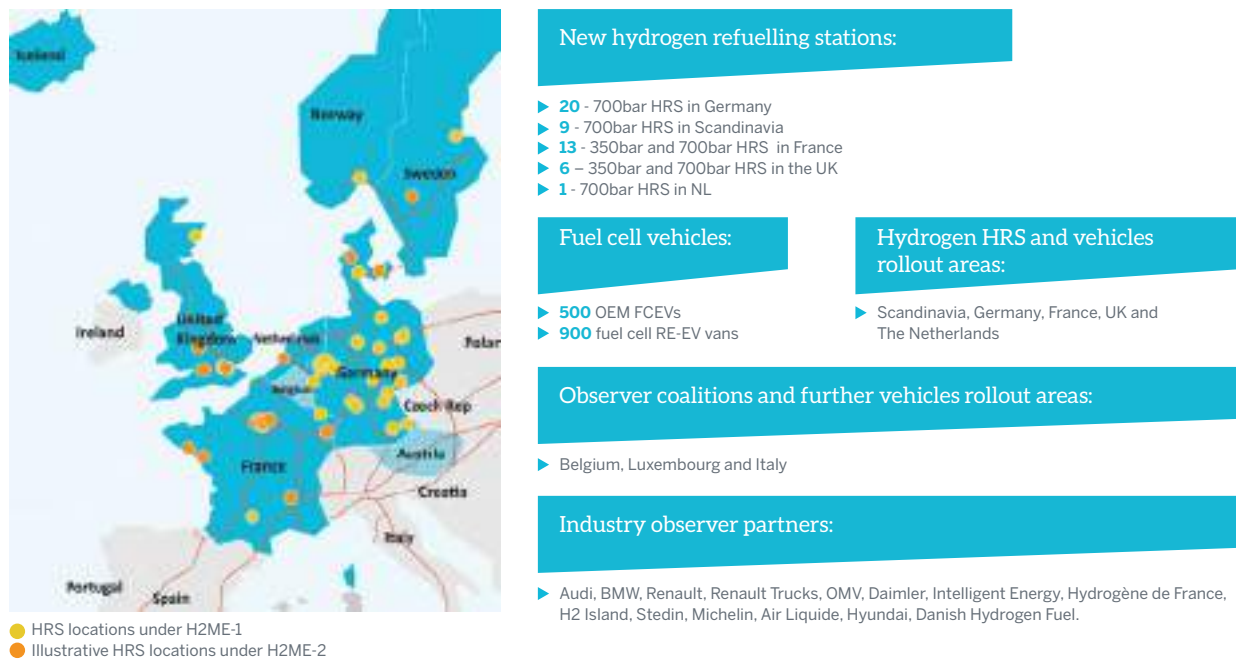 Iceland
Norway
Sweden
Ireland
United
Kingdom
Netherlands
Belgium
Germany
Polan
Czech Rep
Austria
France
Croatia
Italy
Portugal
Spain
HRS locations under H2ME-1
Illustrative HRS locations under H2ME-2
New hydrogen refuelling stations:
20 - 700bar HRS in Germany
9 - 700bar HRS in Scandinavia
13 - 350bar and 700bar HRS in France
6 – 350bar and 700bar HRS in the UK
1 - 700bar HRS in NL
Fuel cell vehicles:
500 OEM FCEVs
900 fuel cell RE-EV vans
Hydrogen HRS and vehicles
rollout areas:
Scandinavia, Germany, France, UK and
The Netherlands
Observer coalitions and further vehicles rollout areas:
Belgium, Luxembourg and Italy
Industry observer partners:
Audi, BMW, Renault, Renault Trucks, OMV, Daimler, Intelligent Energy, Hydrogène de France,
H2 Island, Stedin, Michelin, Air Liquide, Hyundai, Danish Hydrogen Fuel.